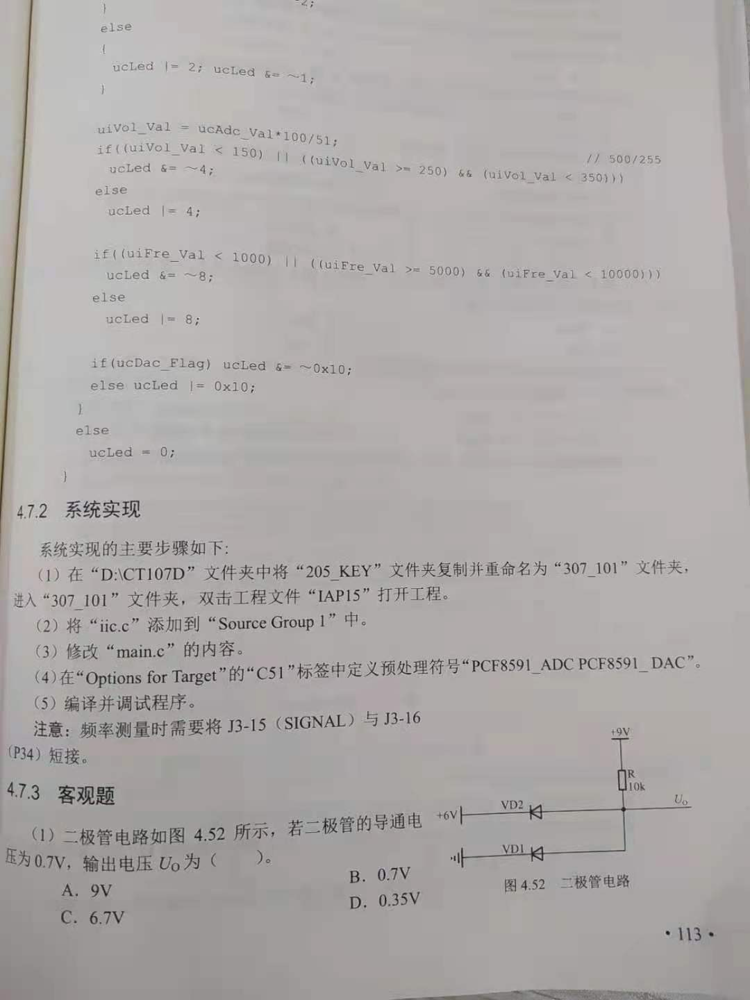 2;
}
else
{
ucLed |= 2; ucLed &= ～1;
}
uiVol_Val = ucAdc_Val*100/51; // 500/255
if((uiVol_Val < 150) || ((uiVol_Val >= 250) && (uiVol_Val < 350)))
ucLed &= ～4;
else
ucLed |= 4;
if((uiFre_Val < 1000) || ((uiFre_Val >= 5000) && (uiFre_Val < 10000)))
ucLed &= ～8;
else
ucLed |= 8;
if(ucDac_Flag) ucLed &= ～0x10;
else ucLed |= 0x10;
}
else
ucLed = 0;
}
4.7.2 系统实现
系统实现的主要步骤如下:
（1）在“D:\CT107D”文件夹中将“205_KEY”文件夹复制并重命名为“307_101”文件夹，
进入“307_101”文件夹，双击工程文件“IAP15”打开工程。
（2）将“iic.c”添加到“Source Group 1”中。
（3）修改“main.c”的内容。
（4）在“Options for Target”的“C51”标签中定义预处理符号“PCF8591_ADC PCF8591_ DAC”。
（5）编译并调试程序。
注意：频率测量时需要将 J3-15（SIGNAL）与 J3-16
（P34）短接。
4.7.3 客观题
（1）二极管电路如图 4.52 所示，若二极管的导通电
压为 0.7V，输出电压 Uo 为（ ）。
A．9V
B．0.7V
C．6.7V
D．0.35V
+9V
R
10k
Uo
+6V
VD2
VD1
图 4.52 二极管电路
·113·